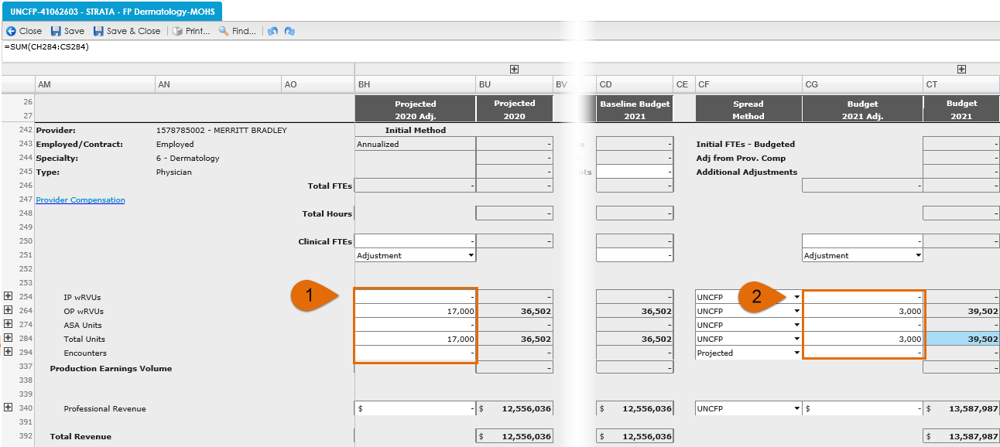 UNCFP-41062603 - STRATA - FP Dermatology-MOHS
Close Save Save & Close Print... Find...
=SUM(CH284:CS284)
AM AN AO BH BU BV CD CE CF CG CT
26 Projected Projected Baseline Budget Spread Budget Budget
27 2020 Adj. 2020 2021 Method 2021 Adj. 2021
242 Provider: 1578785002 - MERRITT BRADLEY Initial Method
243 Employed/Contract: Employed Annualized - - Initial FTEs - Budgeted -
244 Specialty: 6 - Dermatology - - Adj from Prov. Comp -
245 Type: Physician - nts - Additional Adjustments -
246 Total FTEs - - - - -
247 Provider Compensation
248 Total Hours - - -
249
250 Clinical FTEs - - - - -
251 Adjustment - Adjustment
252
253
254 IP wRVUs 1 - - - UNCFP 2 - -
264 OP wRVUs 17,000 36,502 36,502 UNCFP 3,000 39,502
274 ASA Units - - - UNCFP - -
284 Total Units 17,000 36,502 36,502 UNCFP 3,000 39,502
294 Encounters - - - Projected - -
337 Production Earnings Volume - - -
338
339
340 Professional Revenue $ - $ 12,556,036 $ 12,556,036 UNCFP $ - $ 13,587,987
391
392 Total Revenue $ 12,556,036 $ 12,556,036 $ 13,587,987